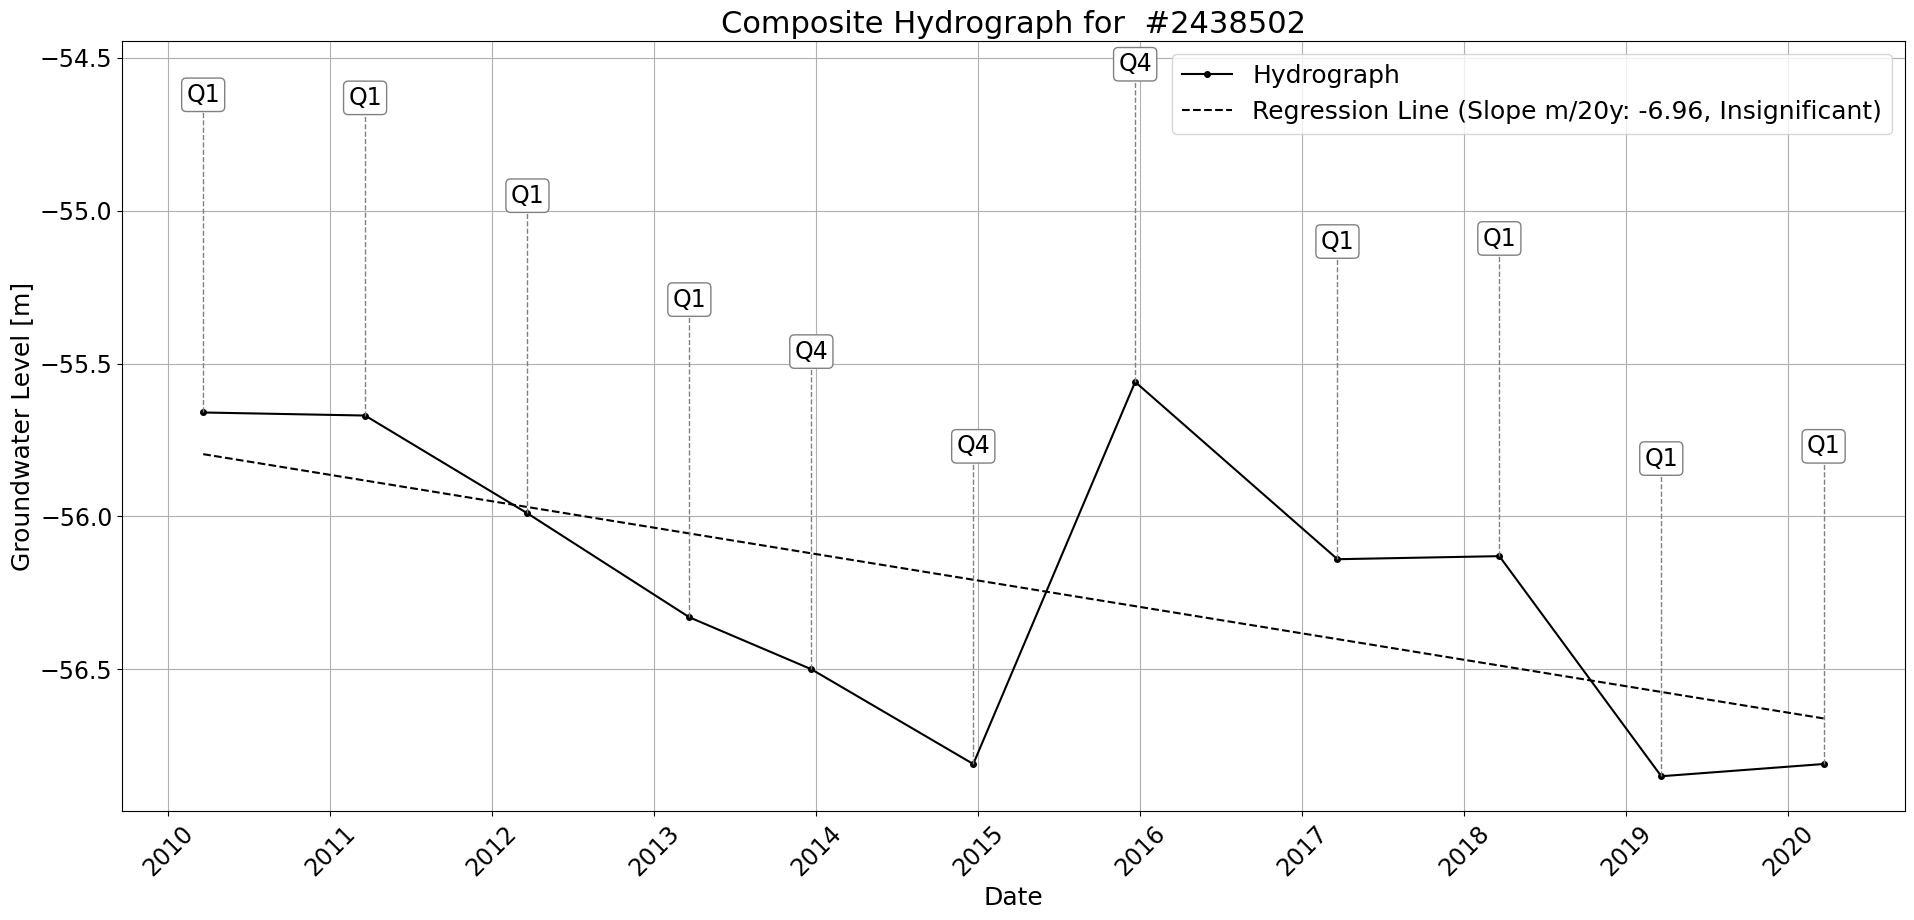 Composite Hydrograph for  #2438502
Hydrograph
Regression Line (Slope m/20y: -6.96, Insignificant)
Groundwater Level [m]
−54.5
−55.0
−55.5
−56.0
−56.5
Q1
Q1
Q1
Q1
Q4
Q4
Q4
Q1
Q1
Q1
Q1
2010
2011
2012
2013
2014
2015
2016
2017
2018
2019
2020
Date